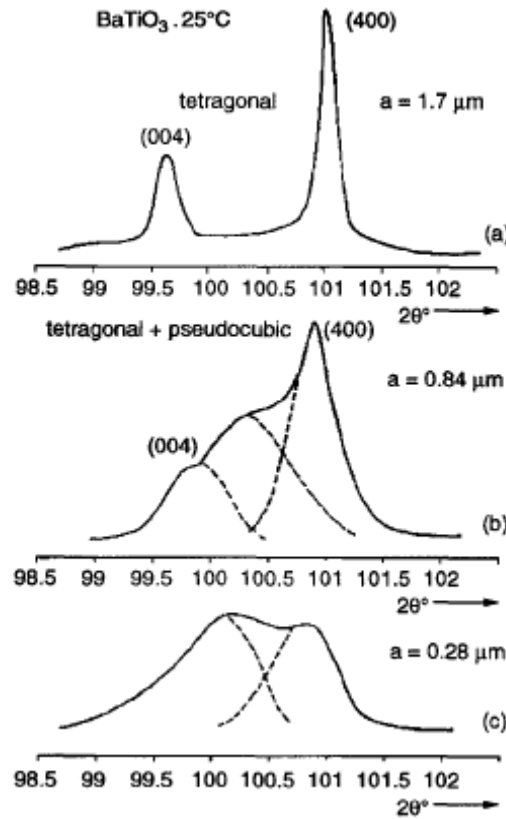 BaTiO₃ . 25°C (400)
tetragonal a = 1.7 μm
(004)
(a)
98.5 99 99.5 100 100.5 101 101.5 102
2θ°
tetragonal + pseudocubic (400)
a = 0.84 μm
(004)
(b)
98.5 99 99.5 100 100.5 101 101.5 102
2θ°
a = 0.28 μm
(c)
98.5 99 99.5 100 100.5 101 101.5 102
2θ°